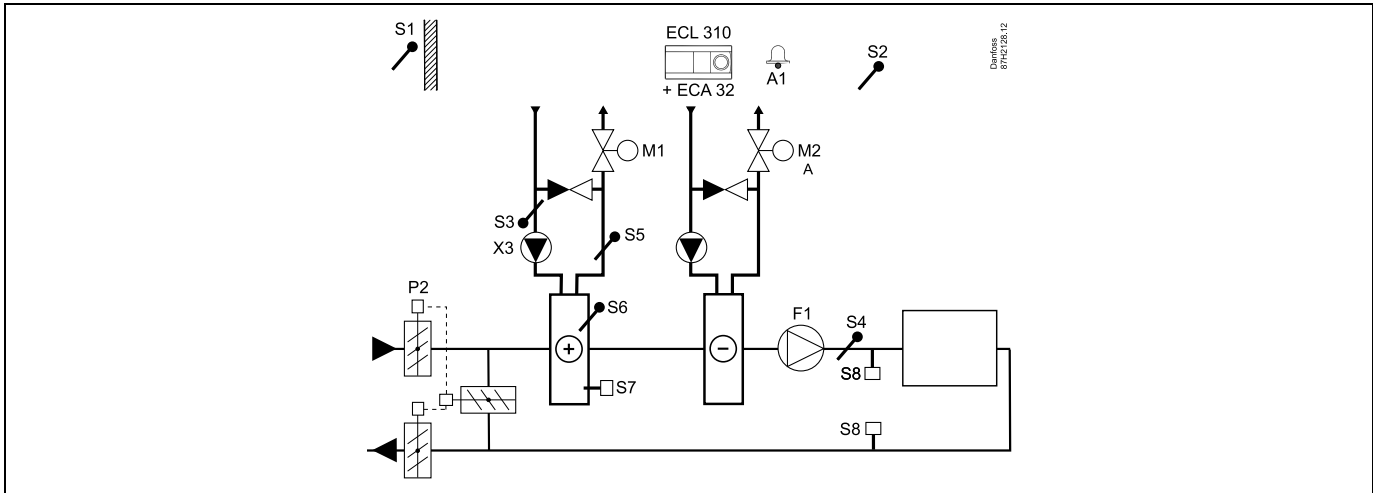 S1
ECL 310
+ ECA 32
A1
S2
Danfoss
87H2128.12
M1
M2
A
S3
X3
S5
P2
S6
F1
S4
+
−
S7
S8
S8